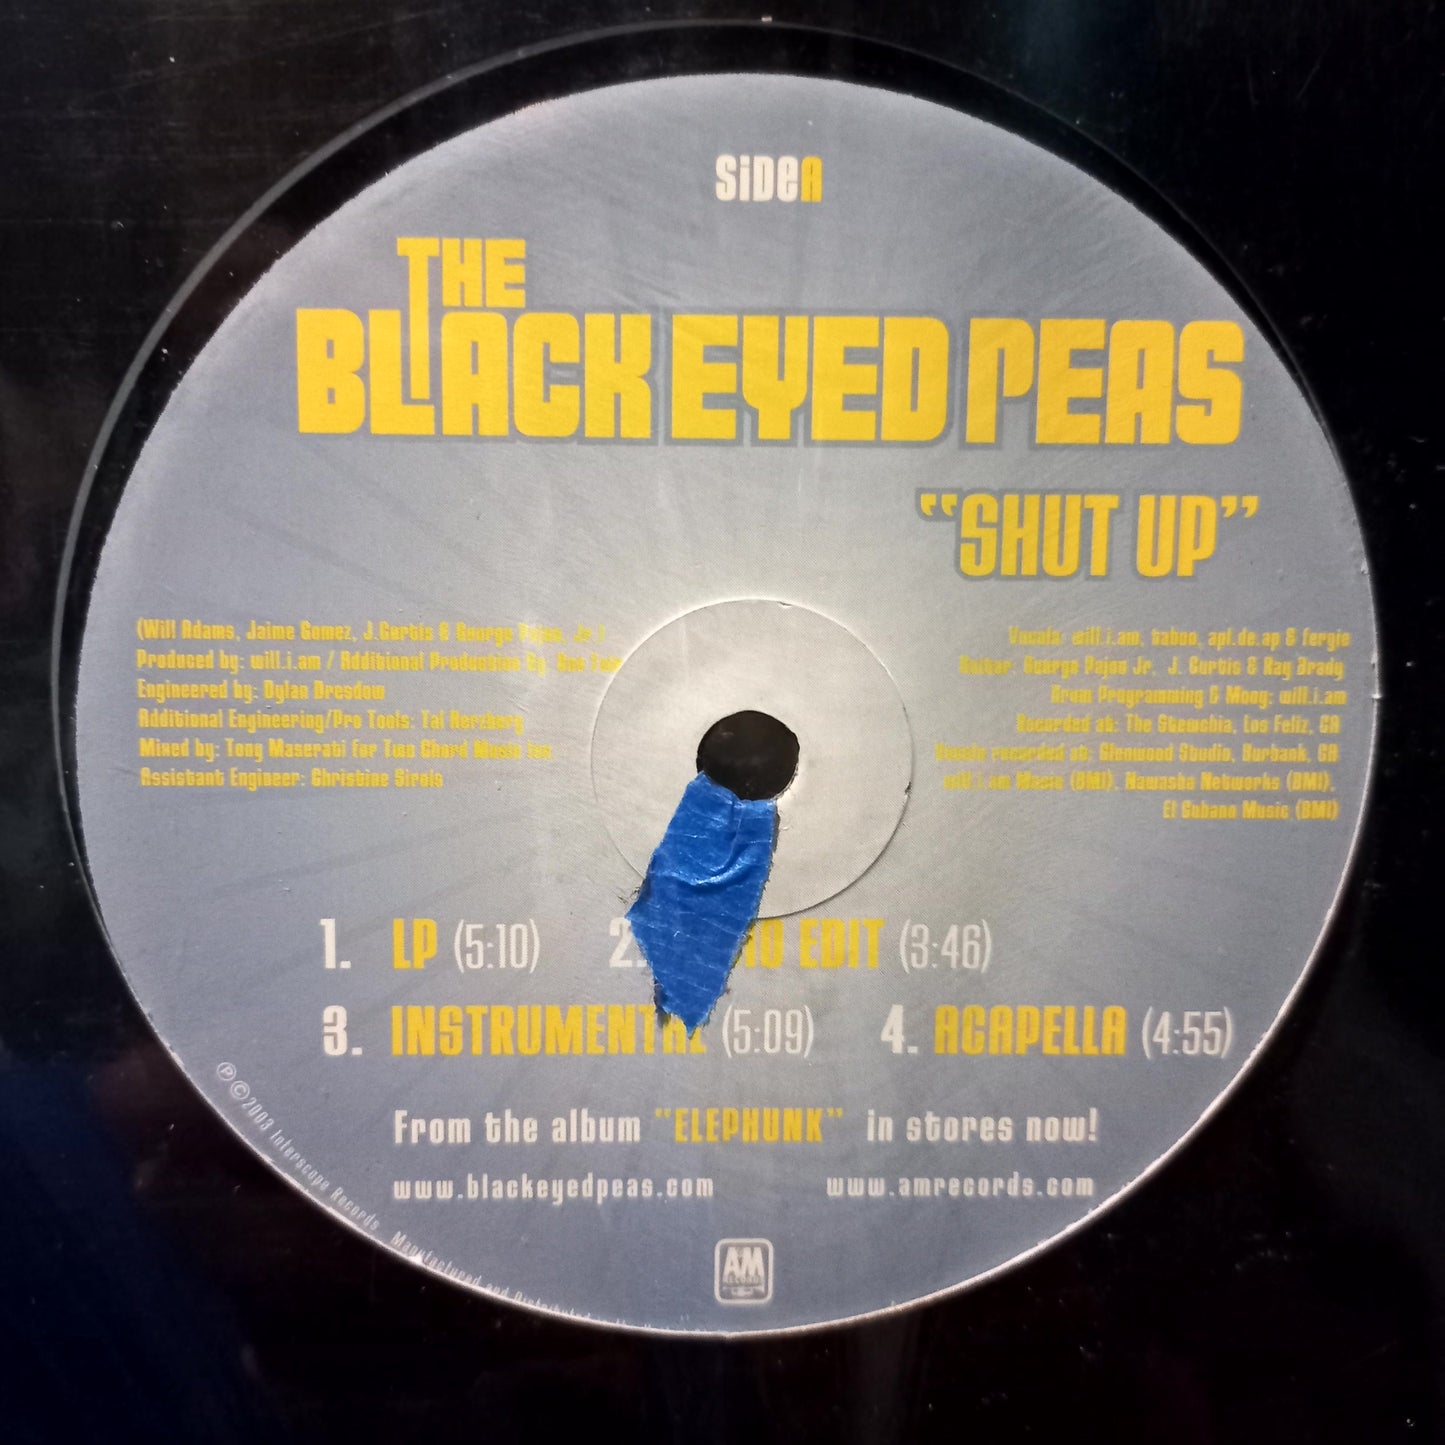 SiDeA
THE
BLACK EYED PEAS
"SHUT UP"
(Will Adams, Jaime Gomez, J.Curtis & George Pajon, Jr.)
Produced by: will.i.am / Additional Production by:
Engineered by: Dylan Dresdow
Additional Engineering/Pro Tools: Tal Herzberg
Mixed by: Tony Maserati for Two Chord Music Inc
Assistant Engineer: Christine Sirois
Vocals: will.i.am, taboo, apl.de.ap & fergie
Guitar: George Pajon Jr, J. Curtis & Ray Brady
Drum Programming & Moog: will.i.am
Recorded at: The Stewchia, Los Feliz, CA
Vocals recorded at: Glenwood Studio, Burbank, CA
will.i.am Music (BMI), Nawasha Networks (BMI),
El Cubano Music (BMI)
1. LP (5:10) 2. EDIT (3:46)
3. INSTRUMENTAL (5:09) 4. ACAPELLA (4:55)
From the album "ELEPHUNK" in stores now!
www.blackeyedpeas.com www.amrecords.com
℗©2003 Interscope Records Manufactured and Distributed
A&M
RECORDS